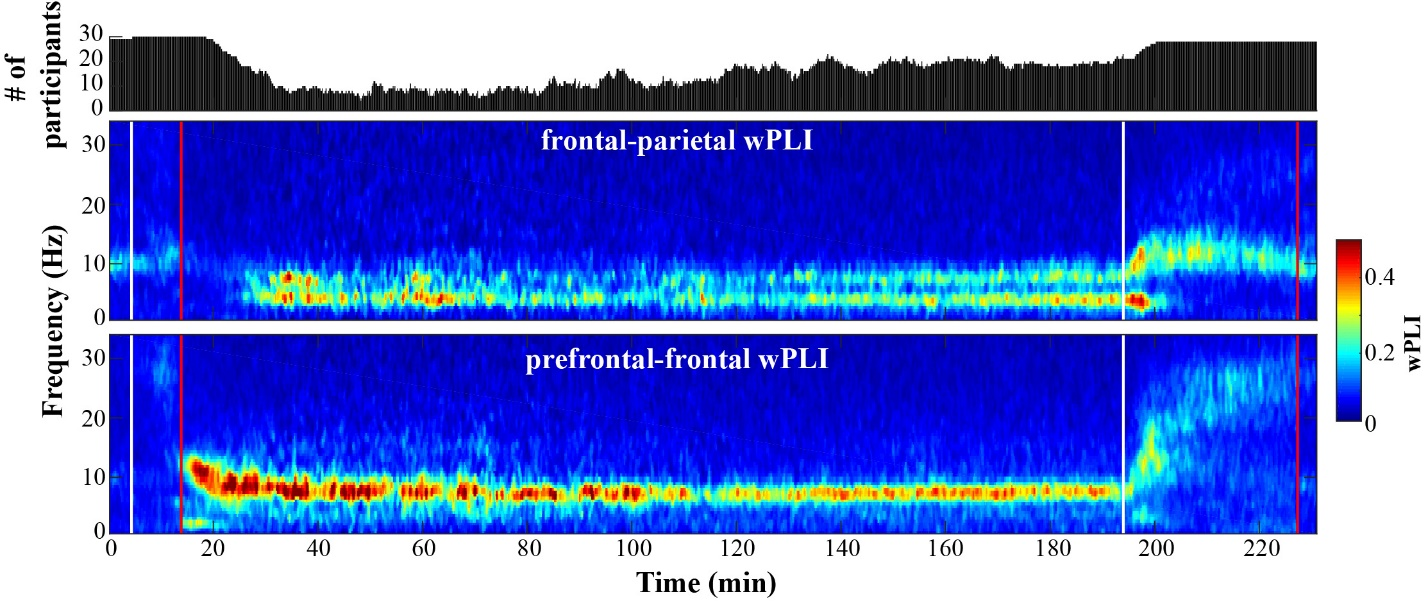 # of
participants
30
20
10
0
frontal-parietal wPLI
30
20
10
0
Frequency (Hz)
prefrontal-frontal wPLI
30
20
10
0
0 20 40 60 80 100 120 140 160 180 200 220
Time (min)
0.4
0.2
0
wPLI